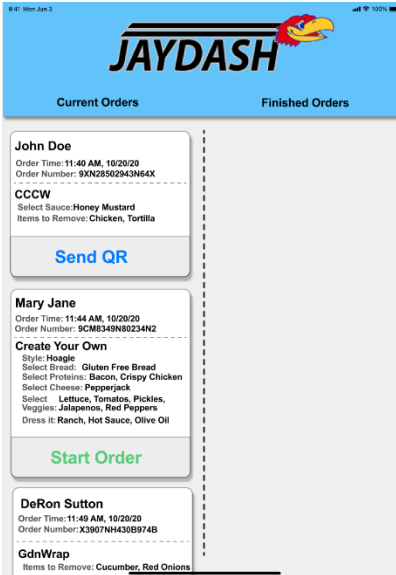 9:41 Mon Jun 3
100%
JAYDASH
Current Orders
Finished Orders
John Doe
Order Time: 11:40 AM, 10/20/20
Order Number: 9XN28502943N64X
CCCW
Select Sauce: Honey Mustard
Items to Remove: Chicken, Tortilla
Send QR
Mary Jane
Order Time: 11:44 AM, 10/20/20
Order Number: 9CM8349N80234N2
Create Your Own
Style: Hoagie
Select Bread: Gluten Free Bread
Select Proteins: Bacon, Crispy Chicken
Select Cheese: Pepperjack
Select Lettuce, Tomatos, Pickles,
Veggies: Jalapenos, Red Peppers
Dress it: Ranch, Hot Sauce, Olive Oil
Start Order
DeRon Sutton
Order Time: 11:49 AM, 10/20/20
Order Number: X3907NH430B974B
GdnWrap
Items to Remove: Cucumber, Red Onions